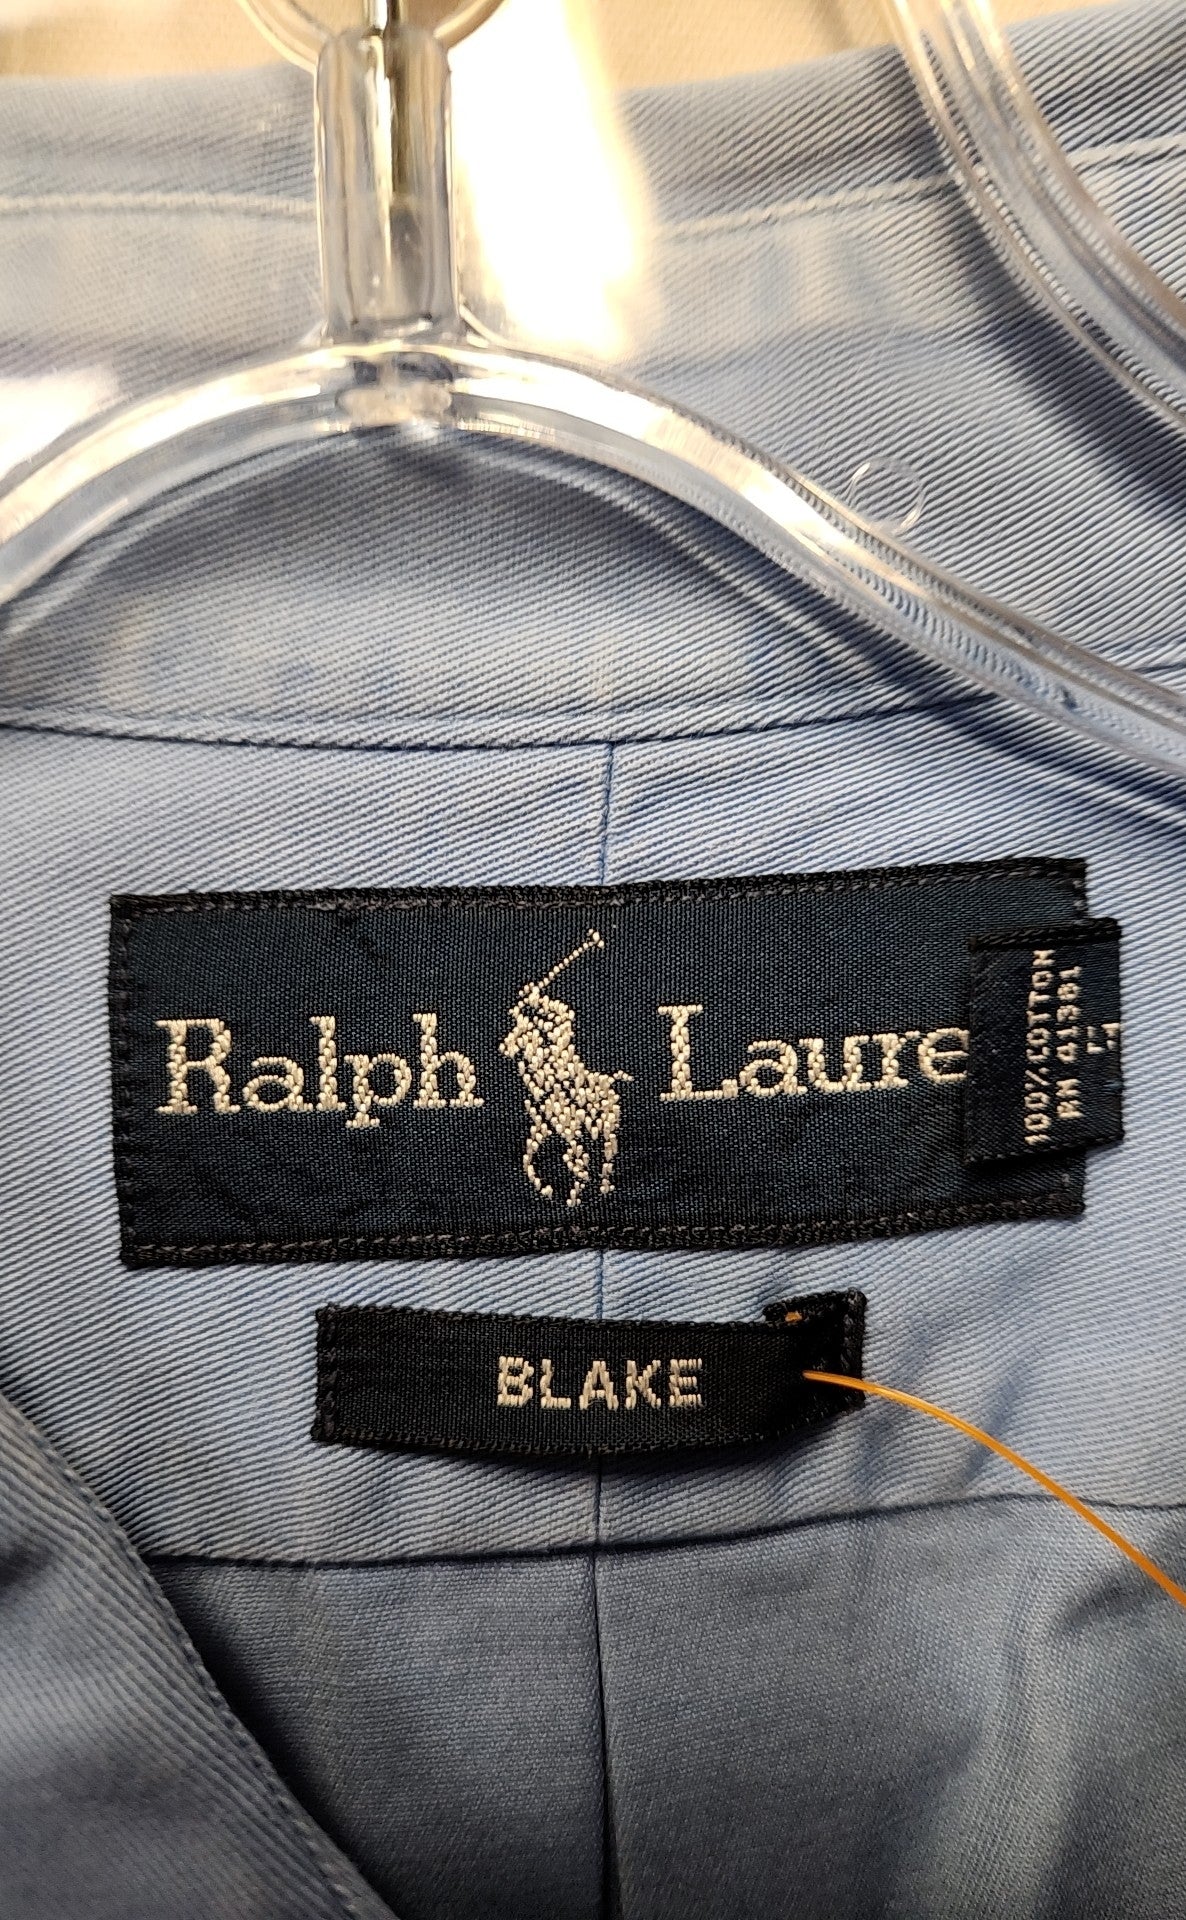 Ralph Laure
100% COTTON
RN 41381
BLAKE